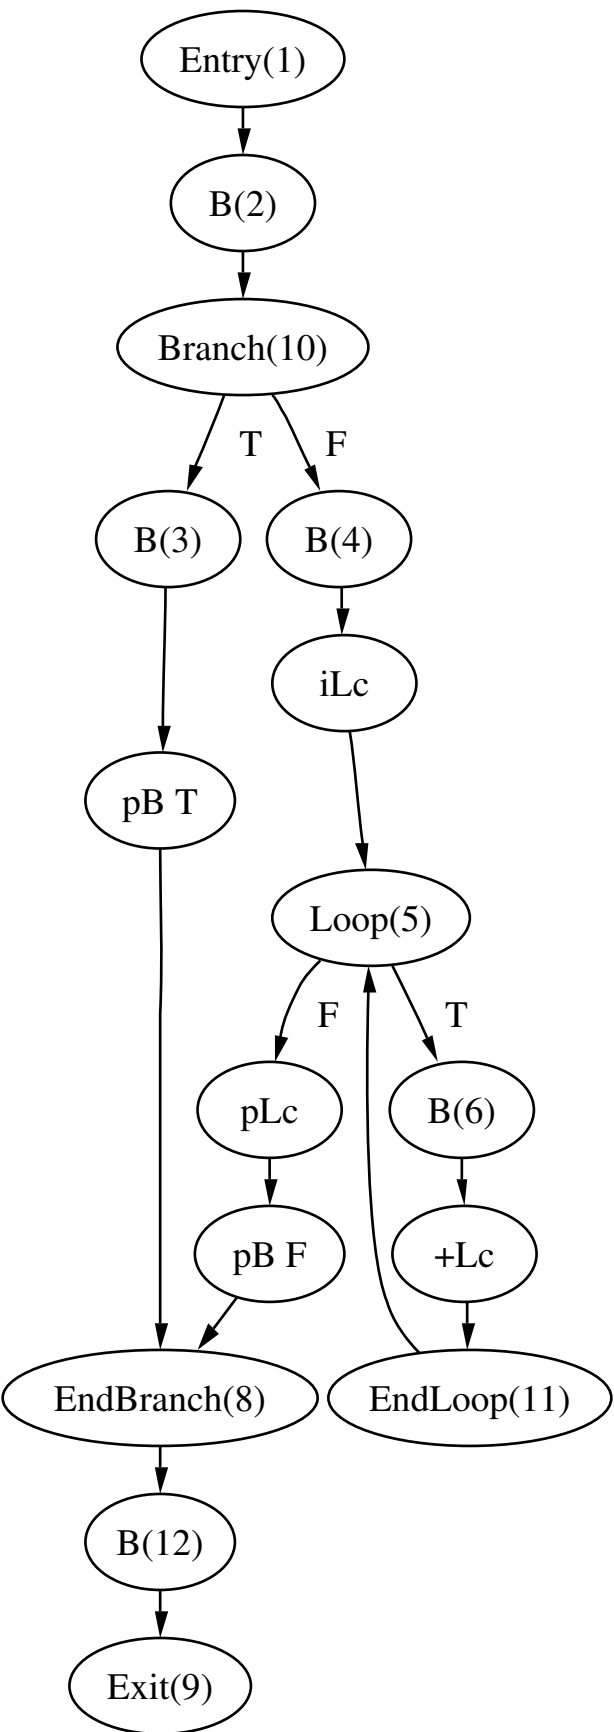 Entry(1)
B(2)
Branch(10)
T F
B(3) B(4)
iLc
pB T
Loop(5)
F T
pLc B(6)
pB F +Lc
EndBranch(8) EndLoop(11)
B(12)
Exit(9)